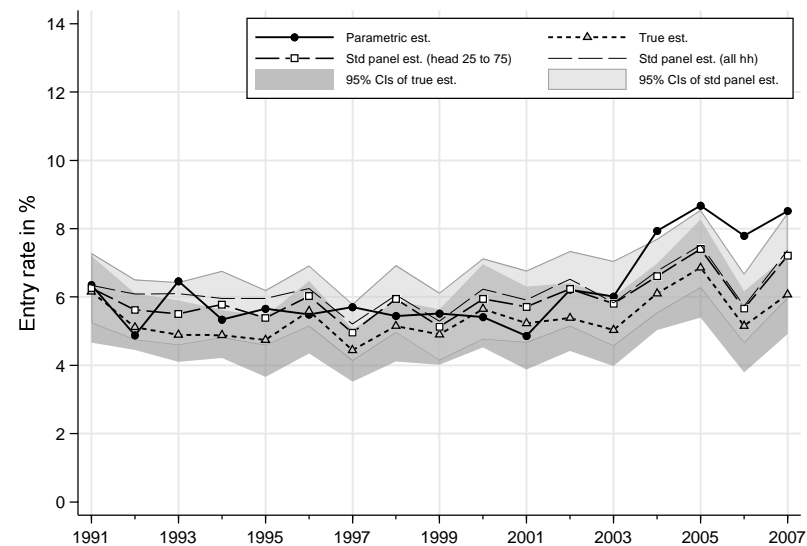 Parametric est. True est.
Std panel est. (head 25 to 75) Std panel est. (all hh)
95% CIs of true est. 95% CIs of std panel est.
Entry rate in %
14
12
10
8
6
4
2
0
1991 1993 1995 1997 1999 2001 2003 2005 2007